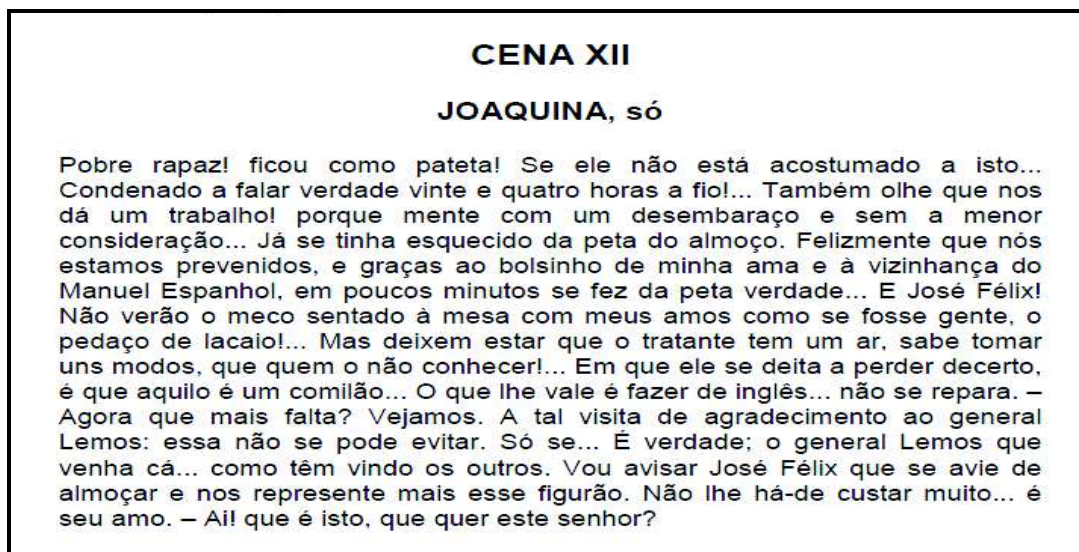 CENA XII
JOAQUINA, só
Pobre rapaz! ficou como pateta! Se ele não está acostumado a isto...
Condenado a falar verdade vinte e quatro horas a fio!... Também olhe que nos
dá um trabalho! porque mente com um desembaraço e sem a menor
consideração... Já se tinha esquecido da peta do almoço. Felizmente que nós
estamos prevenidos, e graças ao bolsinho de minha ama e à vizinhança do
Manuel Espanhol, em poucos minutos se fez da peta verdade... E José Félix!
Não verão o meco sentado à mesa com meus amos como se fosse gente, o
pedaço de lacaio!... Mas deixem estar que o tratante tem um ar, sabe tomar
uns modos, que quem o não conhecer!... Em que ele se deita a perder decerto,
é que aquilo é um comilão... O que lhe vale é fazer de inglês... não se repara. –
Agora que mais falta? Vejamos. A tal visita de agradecimento ao general
Lemos: essa não se pode evitar. Só se... É verdade; o general Lemos que
venha cá... como têm vindo os outros. Vou avisar José Félix que se avie de
almoçar e nos represente mais esse figurão. Não lhe há-de custar muito... é
seu amo. – Ai! que é isto, que quer este senhor?